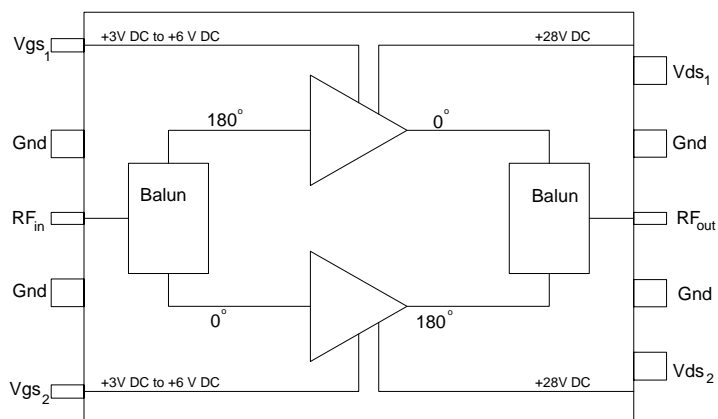 Vgs1 +3V DC to +6 V DC +28V DC
Vds1
180° 0°
Gnd Gnd
Balun Balun
RFin RFout
Gnd Gnd
0° 180°
Vds2
Vgs2 +3V DC to +6 V DC +28V DC